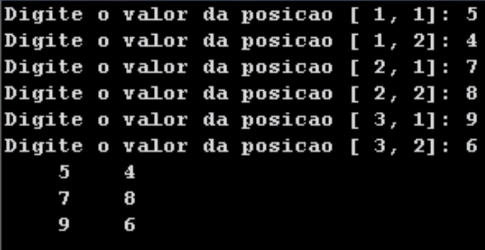 Digite o valor da posicao [ 1, 1]: 5
Digite o valor da posicao [ 1, 2]: 4
Digite o valor da posicao [ 2, 1]: 7
Digite o valor da posicao [ 2, 2]: 8
Digite o valor da posicao [ 3, 1]: 9
Digite o valor da posicao [ 3, 2]: 6
5 4
7 8
9 6